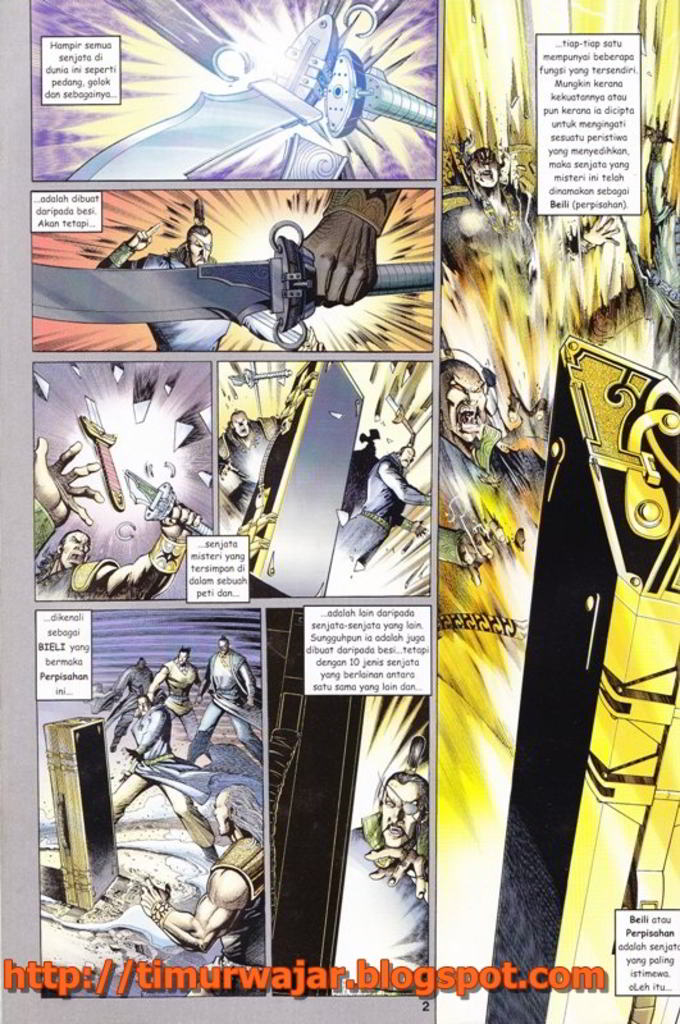 Hampir semua
senjata di
dunia ini seperti
pedang, golok
dan sebagainya...
...adalah dibuat
daripada besi.
Akan tetapi...
...senjata
misteri yang
tersimpan di
dalam sebuah
peti dan...
...dikenali
sebagai
BIELI yang
bermaka
Perpisahan
ini...
...adalah lain daripada
senjata-senjata yang lain.
Sungguhpun ia adalah juga
dibuat daripada besi...tetapi
dengan 10 jenis senjata
yang berlainan antara
satu sama yang lain dan...
...tiap-tiap satu
mempunyai beberapa
fungsi yang tersendiri.
Mungkin kerana
kekuatannya atau
pun kerana ia dicipta
untuk mengingati
sesuatu peristiwa
yang menyedihkan,
maka senjata yang
misteri ini telah
dinamakan sebagai
Beili (perpisahan).
Beili atau
Perpisahan
adalah senjata
yang paling
istimewa.
oLeh itu...
http://timurwajar.blogspot.com
2